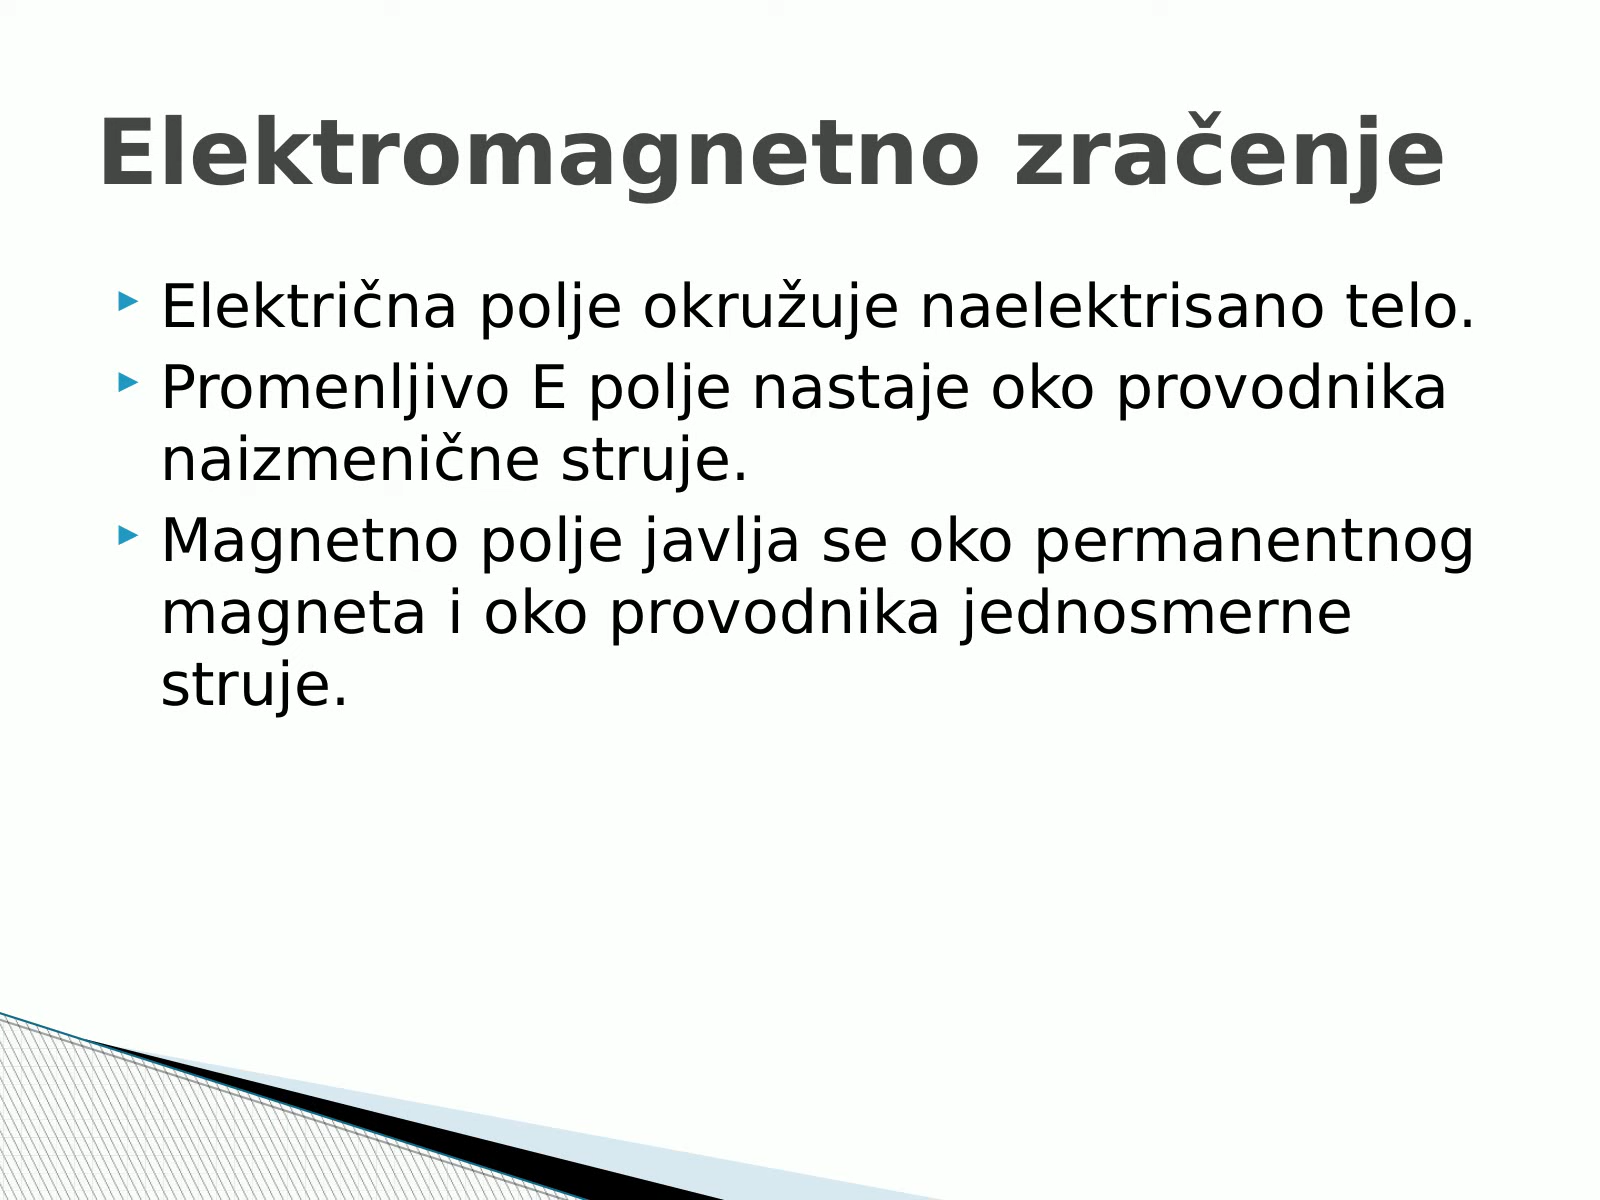 Elektromagnetno zračenje
Električna polje okružuje naelektrisano telo.
Promenljivo E polje nastaje oko provodnika
naizmenične struje.
Magnetno polje javlja se oko permanentnog
magneta i oko provodnika jednosmerne
struje.